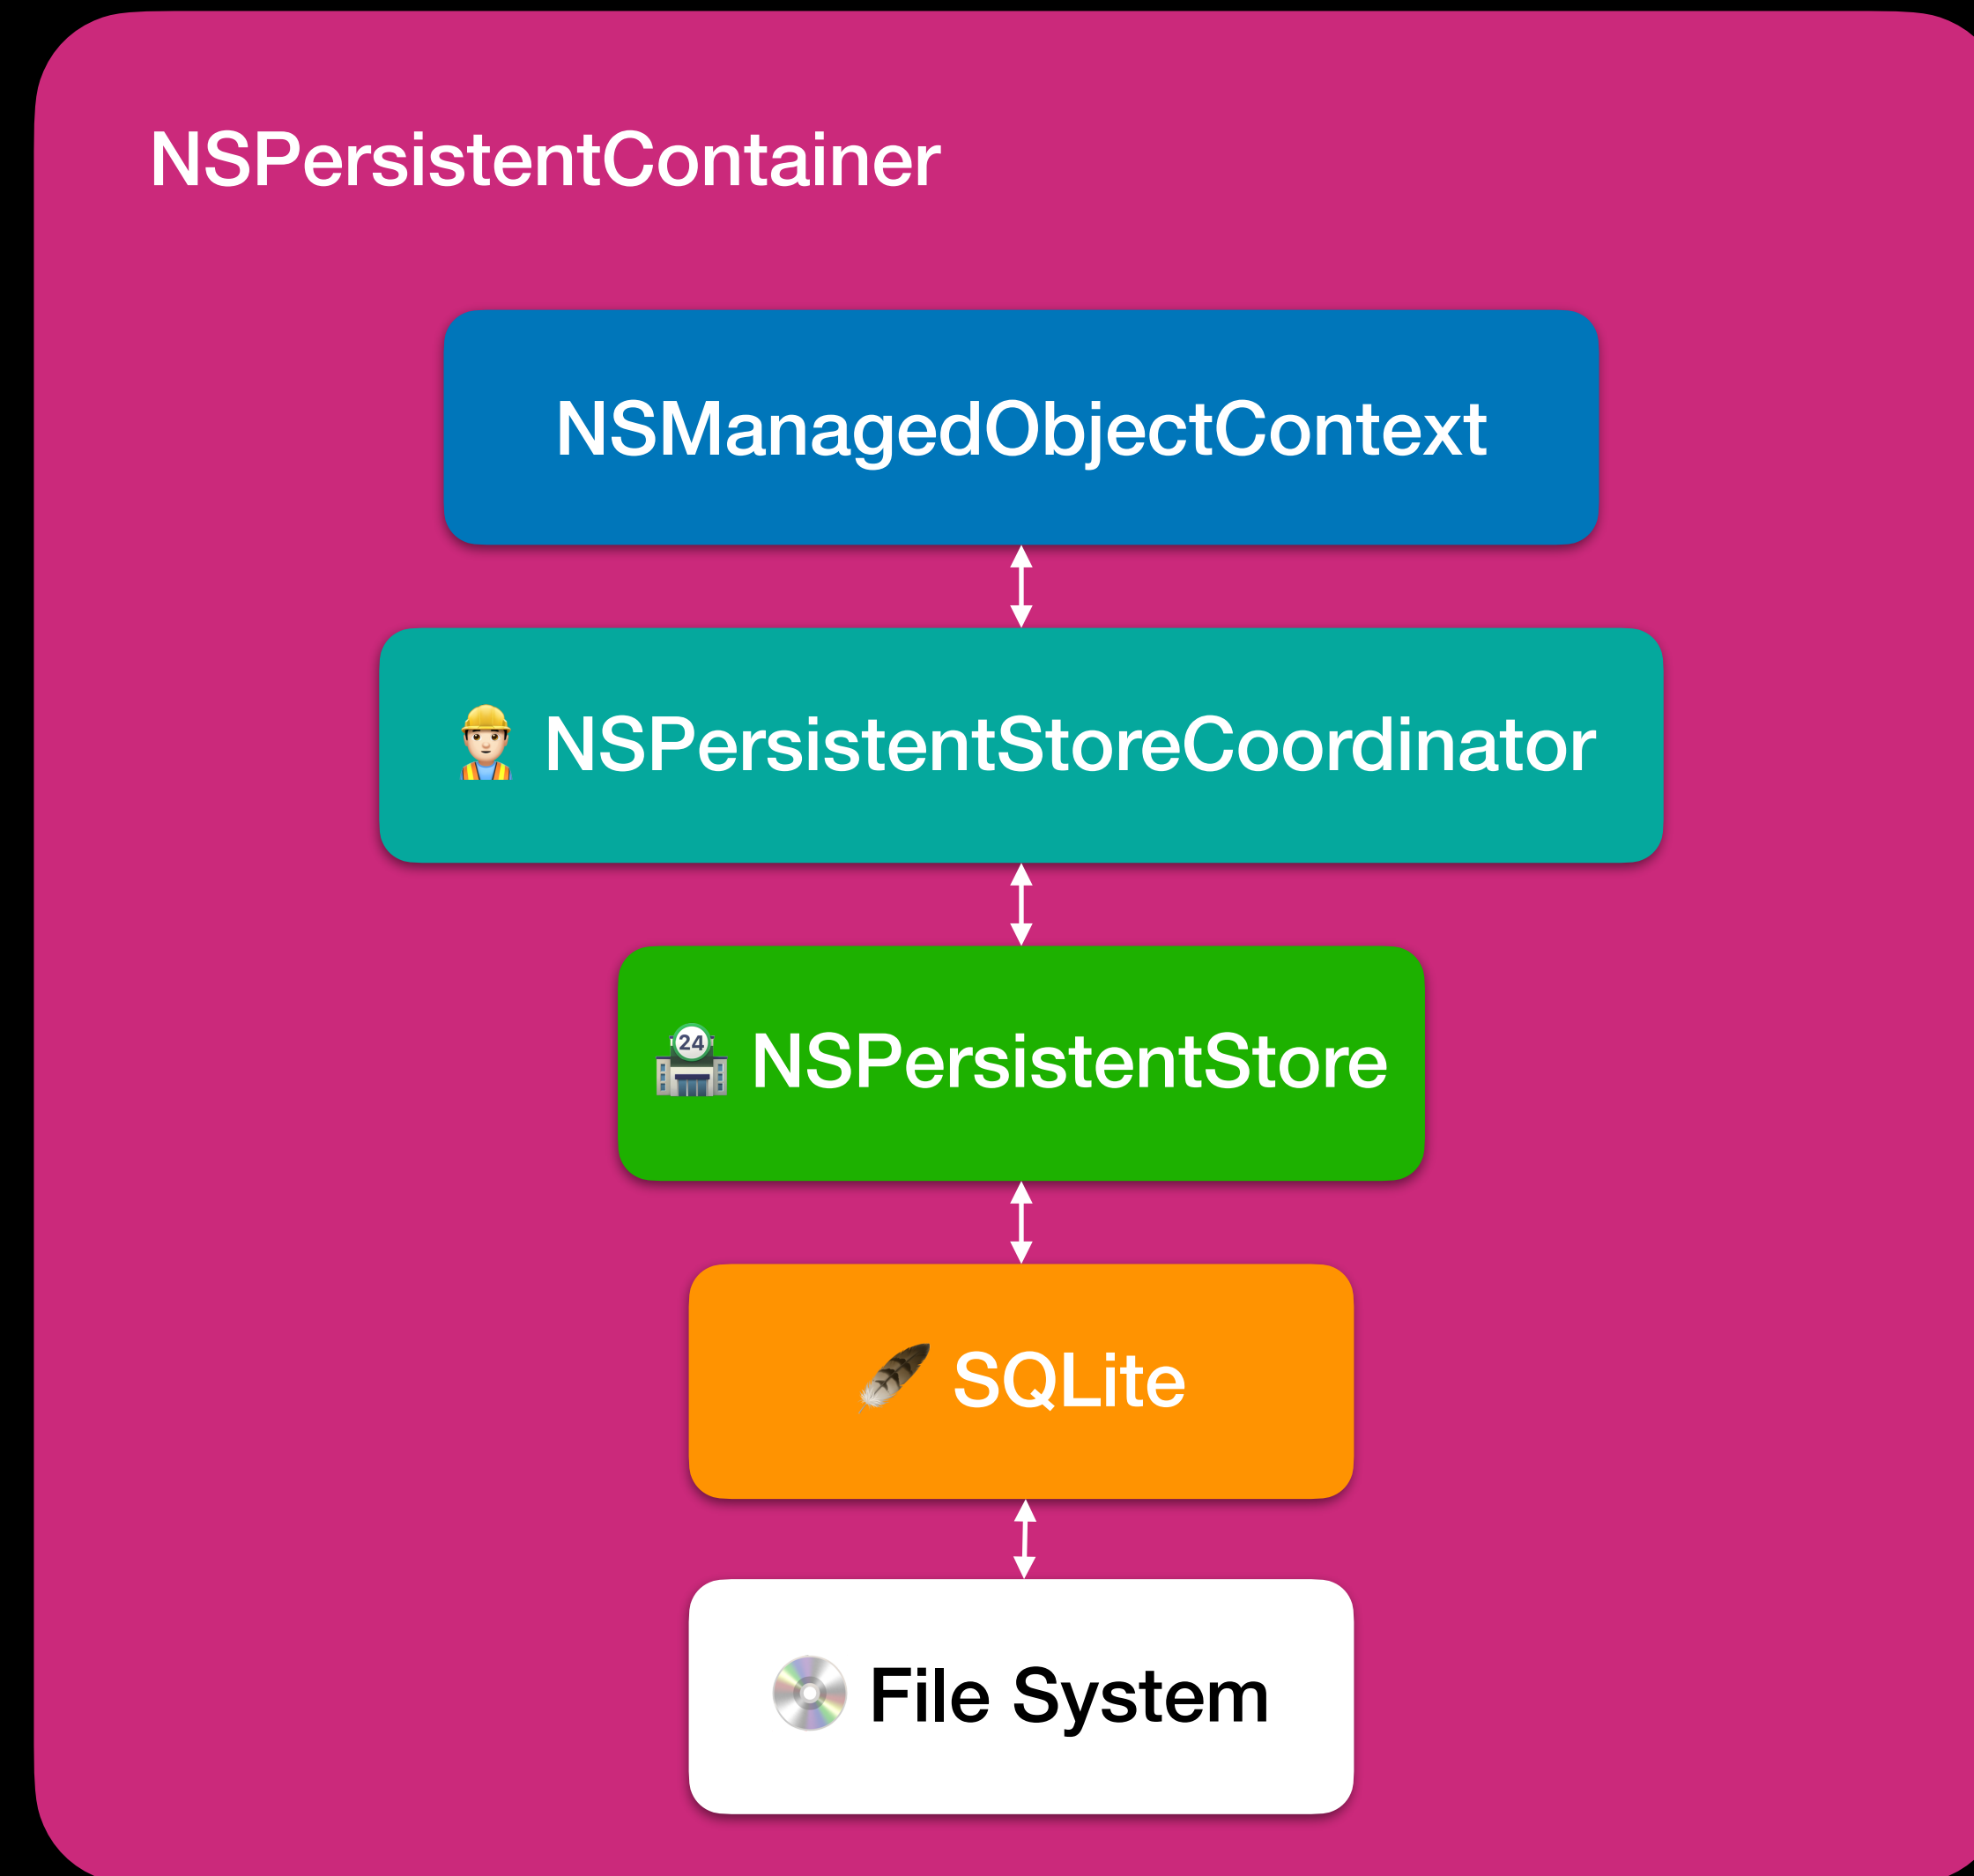 NSPersistentContainer
NSManagedObjectContext
👷🏻‍♂️ NSPersistentStoreCoordinator
24
🏪 NSPersistentStore
🪶 SQLite
💿 File System